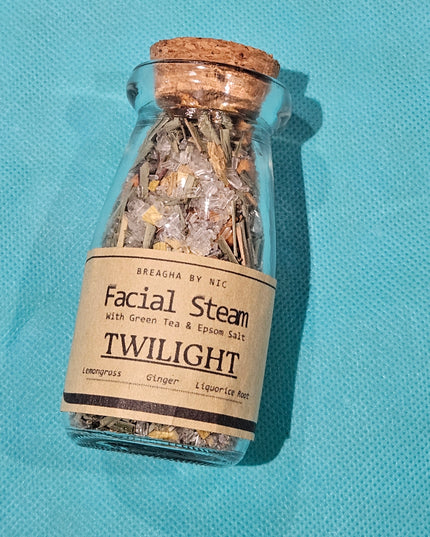 BREAGHA BY NIC
Facial Steam
With Green Tea & Epsom Salt
TWILIGHT
Lemongrass Ginger Liquorice Root